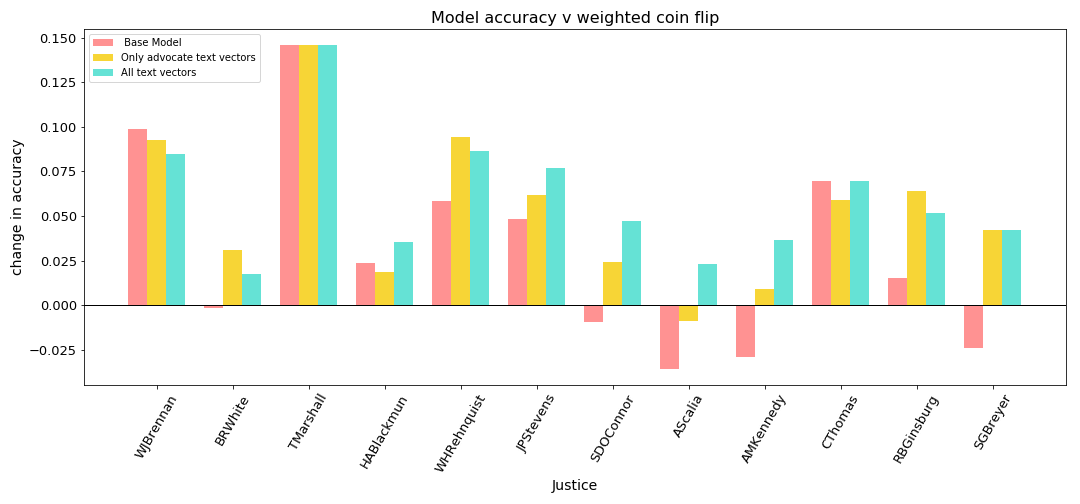 Model accuracy v weighted coin flip
Base Model
Only advocate text vectors
All text vectors
change in accuracy
0.150
0.125
0.100
0.075
0.050
0.025
0.000
−0.025
WJBrennan
BRWhite
TMarshall
HABlackmun
WHRehnquist
JPStevens
SDOConnor
AScalia
AMKennedy
CThomas
RBGinsburg
SGBreyer
Justice